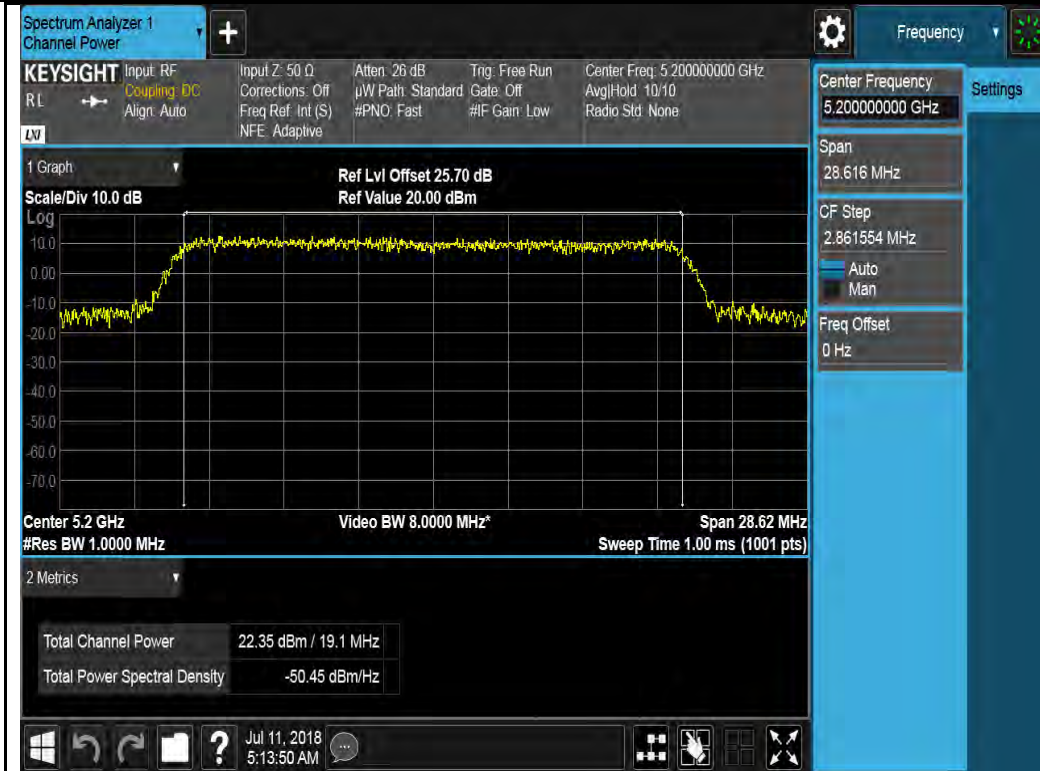 Spectrum Analyzer 1
Channel Power
+
Frequency
KEYSIGHT
RL
LXI
Input: RF
Coupling: DC
Align: Auto
Input Z: 50 Ω
Corrections: Off
Freq Ref: Int (S)
NFE: Adaptive
Atten: 26 dB
µW Path: Standard
#PNO: Fast
Trig: Free Run
Gate: Off
#IF Gain: Low
Center Freq: 5.200000000 GHz
Avg|Hold: 10/10
Radio Std: None
Center Frequency
5.200000000 GHz
Settings
Span
28.616 MHz
CF Step
2.861554 MHz
Auto
Man
Freq Offset
0 Hz
1 Graph
Scale/Div 10.0 dB
Ref Lvl Offset 25.70 dB
Ref Value 20.00 dBm
Log
10.0
0.00
-10.0
-20.0
-30.0
-40.0
-50.0
-60.0
-70.0
Center 5.2 GHz
#Res BW 1.0000 MHz
Video BW 8.0000 MHz*
Span 28.62 MHz
Sweep Time 1.00 ms (1001 pts)
2 Metrics
Total Channel Power 22.35 dBm / 19.1 MHz
Total Power Spectral Density -50.45 dBm/Hz
?
Jul 11, 2018
5:13:50 AM